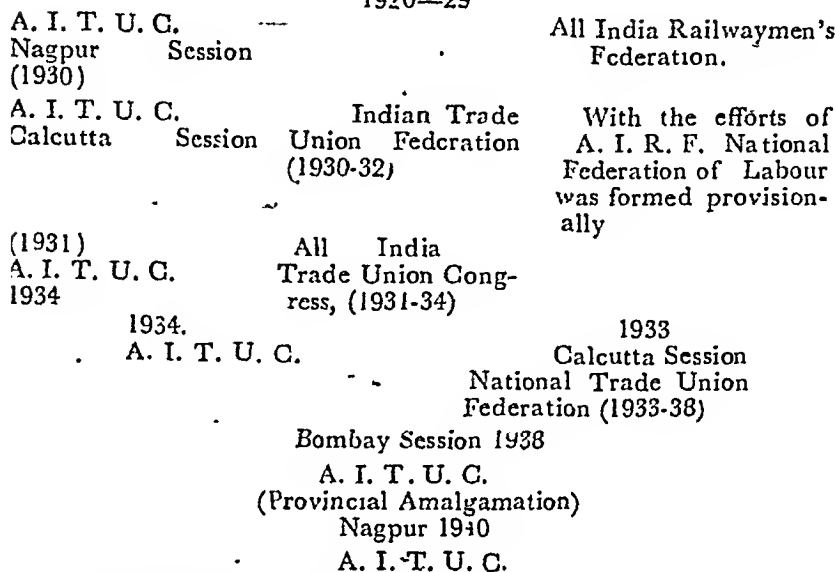 1920—29
A. I. T. U. C. — All India Railwaymen's
Nagpur Session Federation.
(1930)
A. I. T. U. C. Indian Trade With the efforts of
Calcutta Session Union Federation A. I. R. F. National
(1930-32) Federation of Labour
was formed provision-
ally
(1931) All India
A. I. T. U. C. Trade Union Cong-
1934 ress, (1931-34)
1934. 1933
A. I. T. U. C. Calcutta Session
National Trade Union
Federation (1933-38)
Bombay Session 1938
A. I. T. U. C.
(Provincial Amalgamation)
Nagpur 1940
A. I. T. U. C.